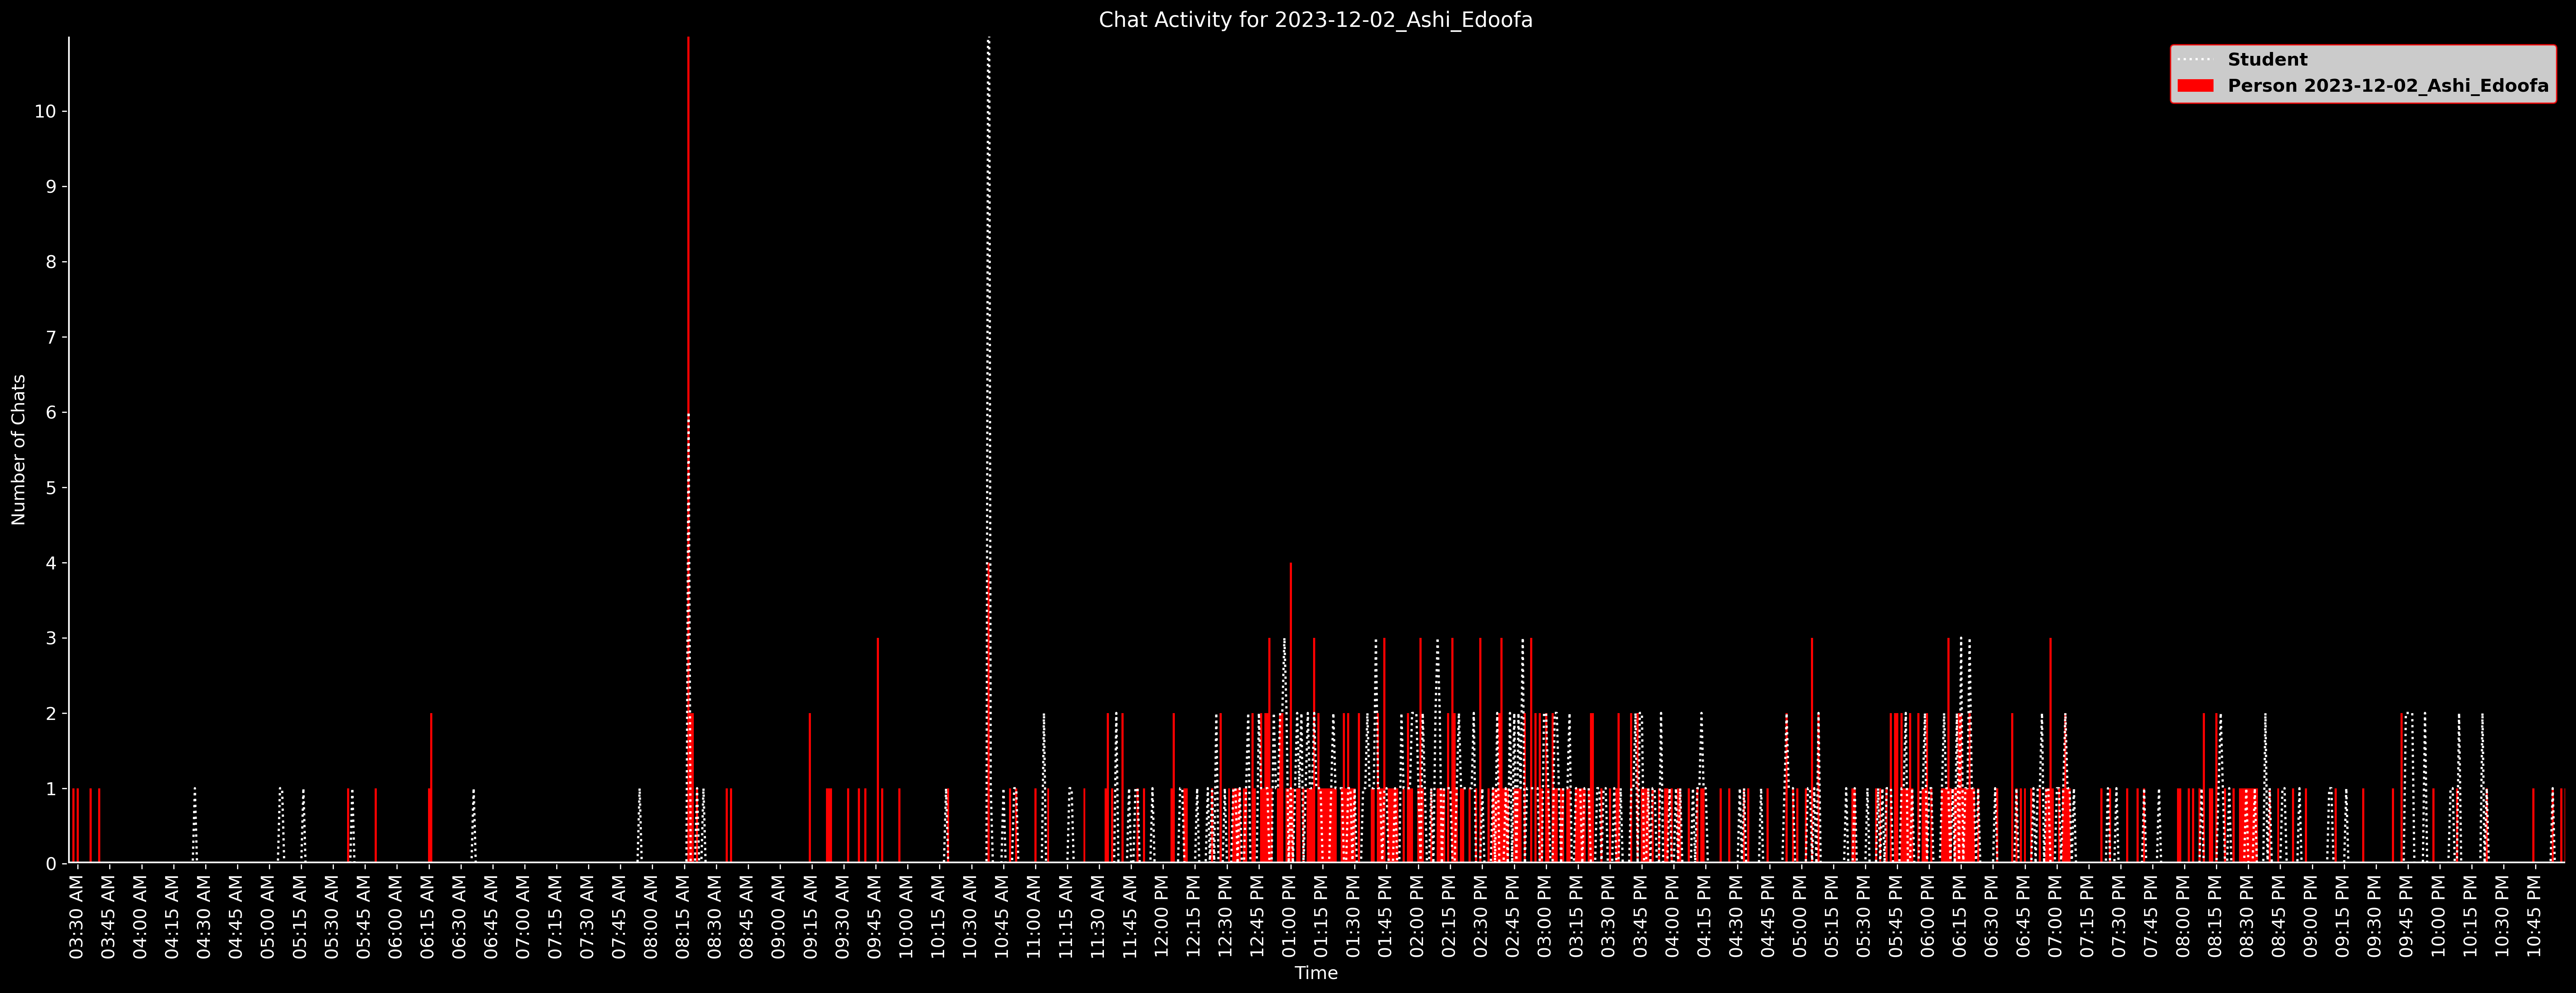 Chat Activity for 2023-12-02_Ashi_Edoofa
Student
Person 2023-12-02_Ashi_Edoofa
Number of Chats
10
9
8
7
6
5
4
3
2
1
0
03:30 AM
03:45 AM
04:00 AM
04:15 AM
04:30 AM
04:45 AM
05:00 AM
05:15 AM
05:30 AM
05:45 AM
06:00 AM
06:15 AM
06:30 AM
06:45 AM
07:00 AM
07:15 AM
07:30 AM
07:45 AM
08:00 AM
08:15 AM
08:30 AM
08:45 AM
09:00 AM
09:15 AM
09:30 AM
09:45 AM
10:00 AM
10:15 AM
10:30 AM
10:45 AM
11:00 AM
11:15 AM
11:30 AM
11:45 AM
12:00 PM
12:15 PM
12:30 PM
12:45 PM
01:00 PM
01:15 PM
01:30 PM
01:45 PM
02:00 PM
02:15 PM
02:30 PM
02:45 PM
03:00 PM
03:15 PM
03:30 PM
03:45 PM
04:00 PM
04:15 PM
04:30 PM
04:45 PM
05:00 PM
05:15 PM
05:30 PM
05:45 PM
06:00 PM
06:15 PM
06:30 PM
06:45 PM
07:00 PM
07:15 PM
07:30 PM
07:45 PM
08:00 PM
08:15 PM
08:30 PM
08:45 PM
09:00 PM
09:15 PM
09:30 PM
09:45 PM
10:00 PM
10:15 PM
10:30 PM
10:45 PM
Time